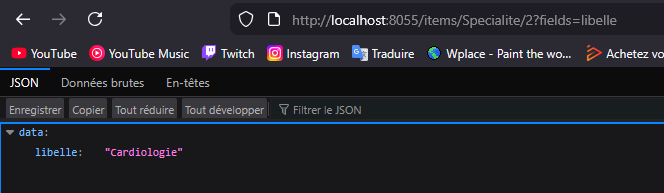 http://localhost:8055/items/Specialite/2?fields=libelle
YouTube YouTube Music Twitch Instagram Traduire Wplace - Paint the wo... Achetez vo
JSON Données brutes En-têtes
Enregistrer Copier Tout réduire Tout développer Filtrer le JSON
data:
libelle: "Cardiologie"